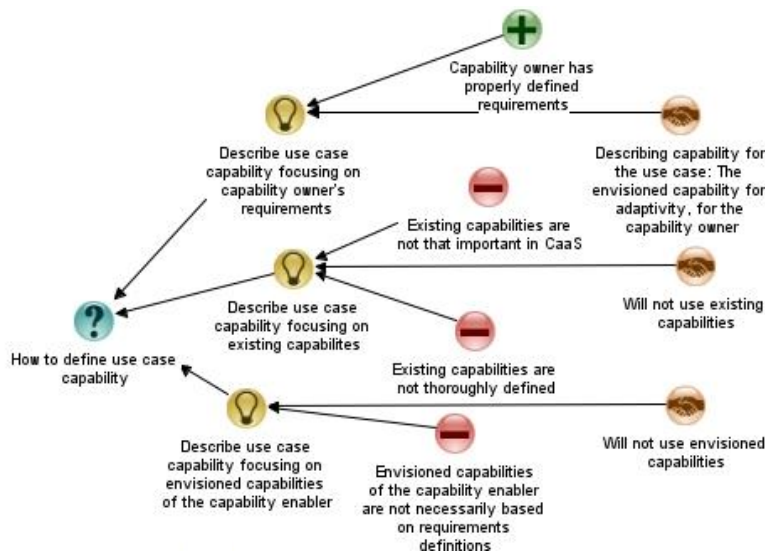 Capability owner has
properly defined
requirements
Describe use case
capability focusing on
capability owner's
requirements
Describing capability for
the use case: The
envisioned capability for
adaptivity, for the
capability owner
Existing capabilities are
not that important in CaaS
Describe use case
capability focusing on
existing capabilites
Will not use existing
capabilities
?
How to define use case
capability
Existing capabilities are
not thoroughly defined
Describe use case
capability focusing on
envisioned capabilities
of the capability enabler
Will not use envisioned
capabilities
Envisioned capabilities
of the capability enabler
are not necessarily based
on requirements
definitions